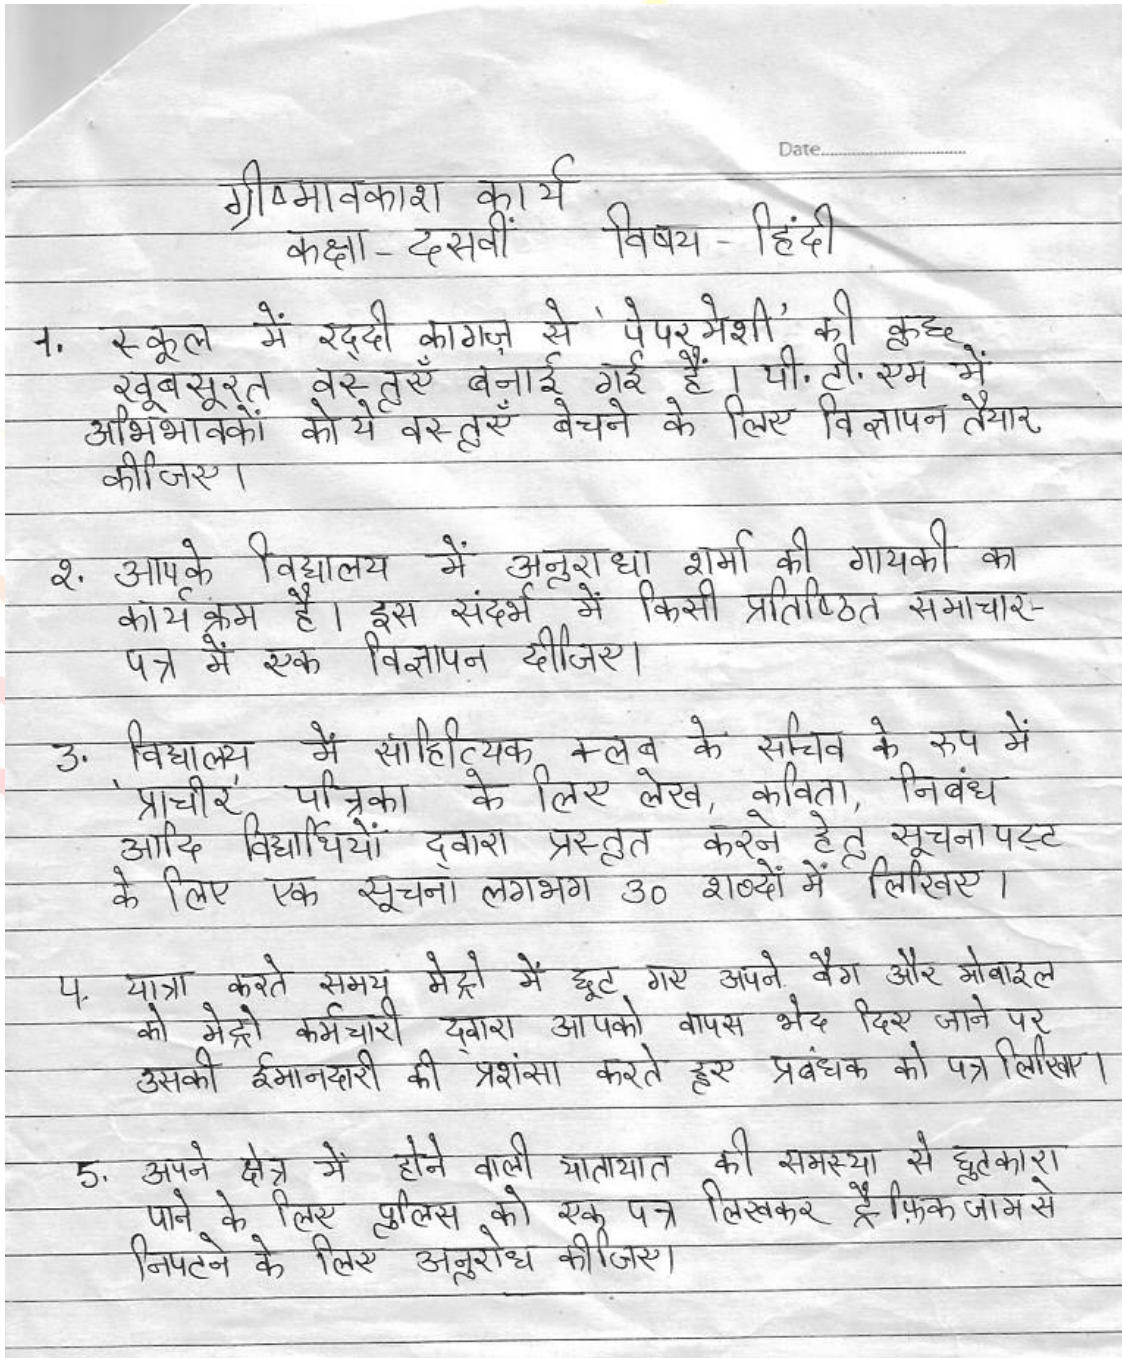 Date
ग्रीष्मावकाश कार्य
कक्षा - दसवीं विषय - हिंदी
1. स्कूल में रद्दी कागज़ से 'पेपरमेशी' की कुछ
खूबसूरत वस्तुएँ बनाई गई हैं। पी.टी.एम में
अभिभावकों को ये वस्तुएँ बेचने के लिए विज्ञापन तैयार
कीजिए।
२. आपके विद्यालय में अनुराधा शर्मा की गायकी का
कार्यक्रम है। इस संदर्भ में किसी प्रतिष्ठित समाचार-
पत्र में एक विज्ञापन दीजिए।
3. विद्यालय में साहित्यिक क्लब के सचिव के रूप में
'प्राचीर' पत्रिका के लिए लेख, कविता, निबंध
आदि विद्यार्थियों द्वारा प्रस्तुत करने हेतु सूचनापट्ट
के लिए एक सूचना लगभग 30 शब्दों में लिखिए।
4. यात्रा करते समय मेट्रो में छूट गए अपने बैग और मोबाइल
को मेट्रो कर्मचारी द्वारा आपको वापस भेद दिए जाने पर
उसकी ईमानदारी की प्रशंसा करते हुए प्रबंधक को पत्र लिखिए।
5. अपने क्षेत्र में होने वाली यातायात की समस्या से छुटकारा
पाने के लिए पुलिस को एक पत्र लिखकर ट्रैफ़िक जाम से
निपटने के लिए अनुरोध कीजिए।